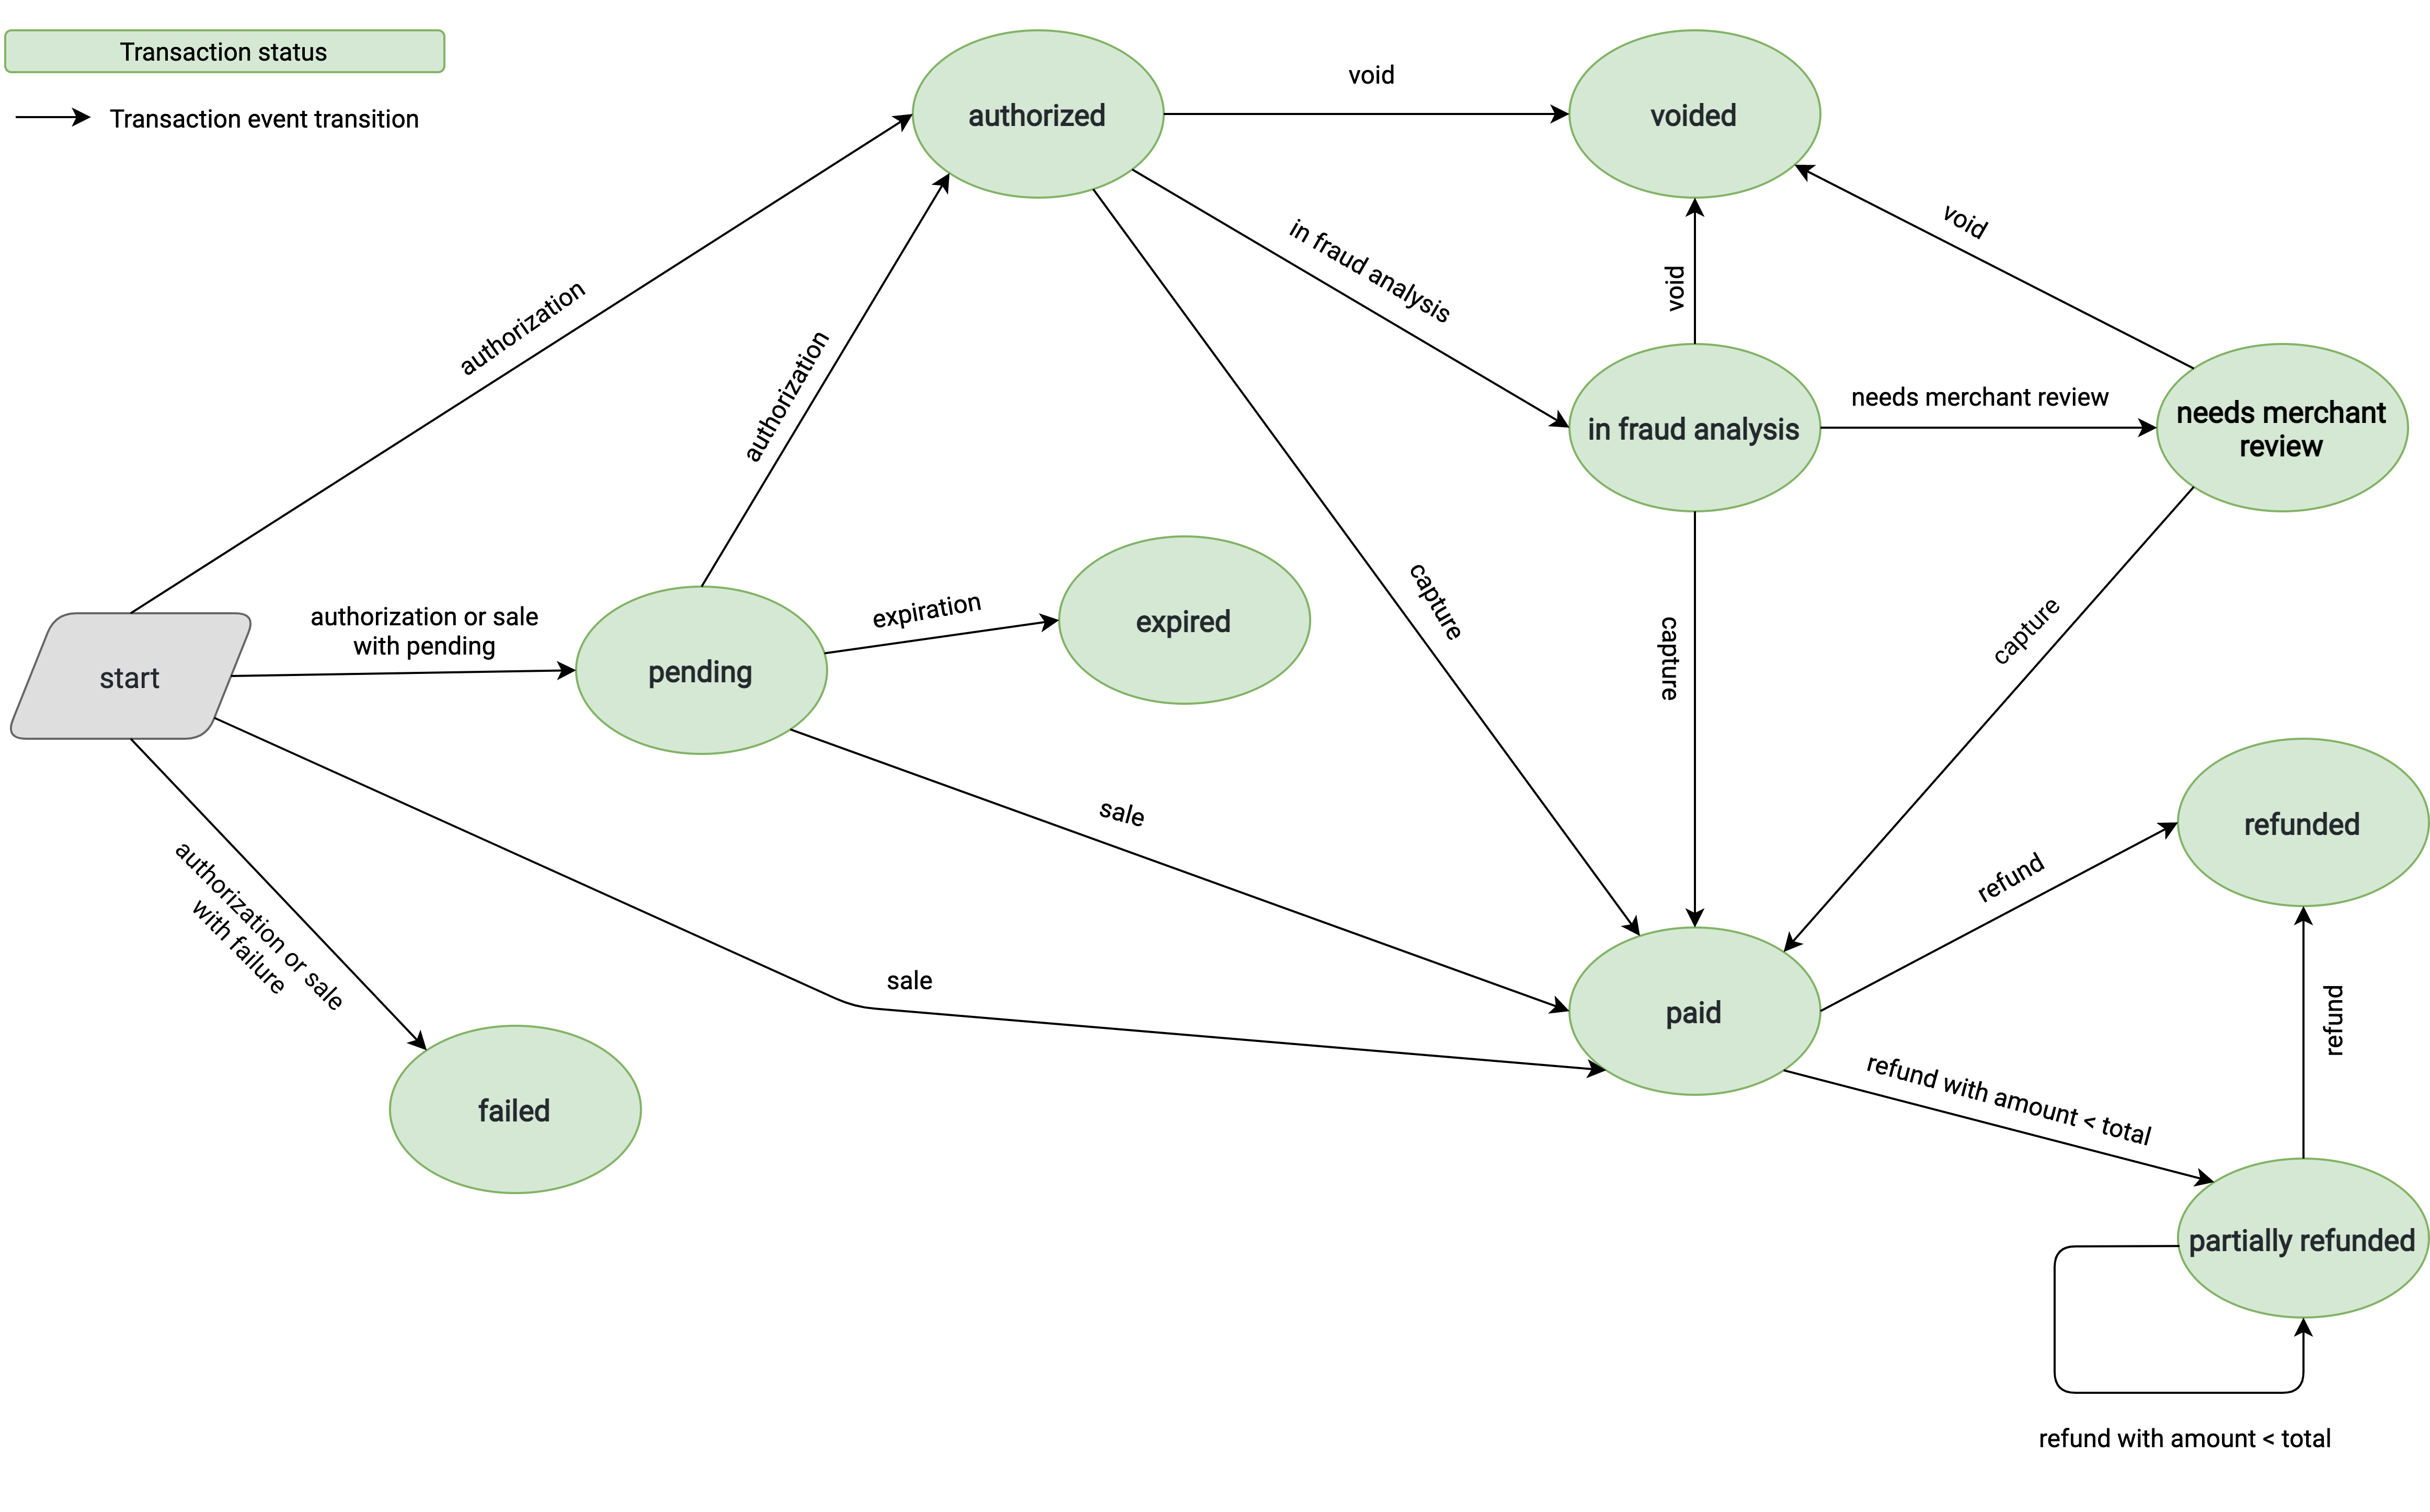 Transaction status
Transaction event transition
authorized
void
voided
authorization
authorization
in fraud analysis
void
void
in fraud analysis
needs merchant review
needs merchant
review
start
authorization or sale
with pending
pending
expiration
expired
capture
capture
capture
sale
sale
authorization or sale
with failure
failed
paid
refund
refunded
refund with amount < total
refund
partially refunded
refund with amount < total